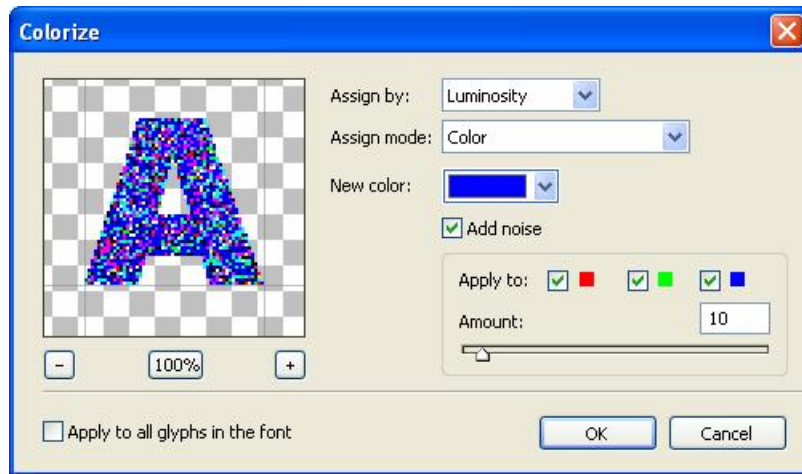 Colorize
Assign by: Luminosity
Assign mode: Color
New color:
Add noise
Apply to:
Amount: 10
- 100% +
Apply to all glyphs in the font
OK Cancel
A